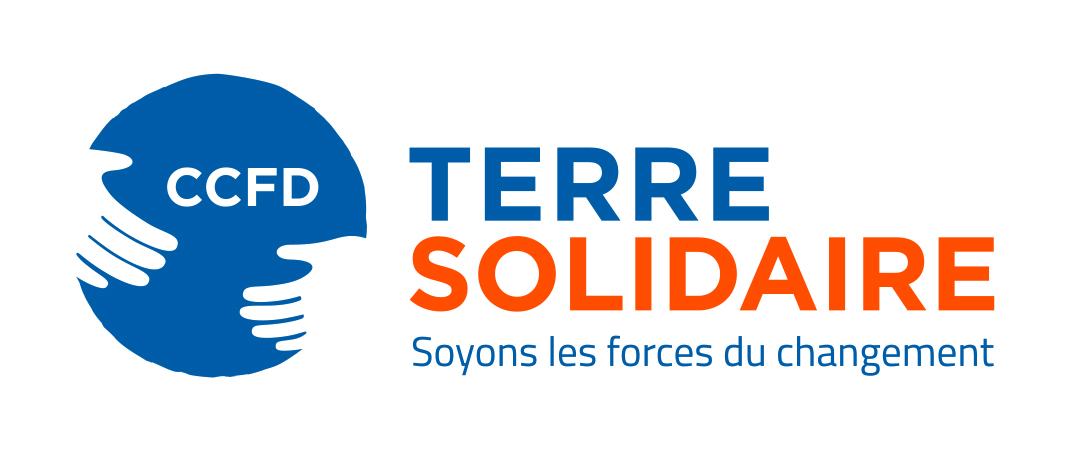 CCFD
TERRE
SOLIDAIRE
Soyons les forces du changement